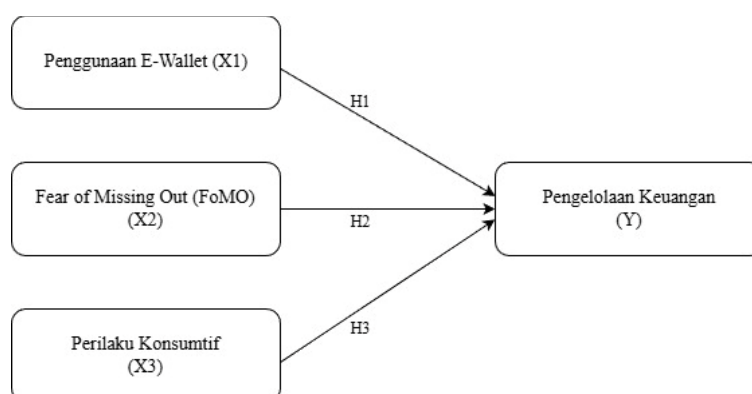 Penggunaan E-Wallet (X1)
H1
Fear of Missing Out (FoMO)
(X2)
H2
Pengelolaan Keuangan
(Y)
H3
Perilaku Konsumtif
(X3)